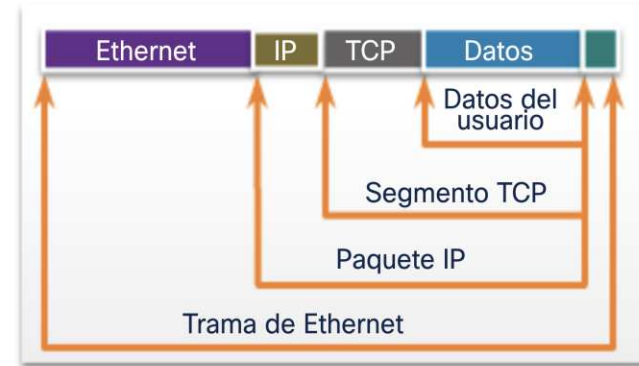 Ethernet IP TCP Datos
Datos del
usuario
Segmento TCP
Paquete IP
Trama de Ethernet